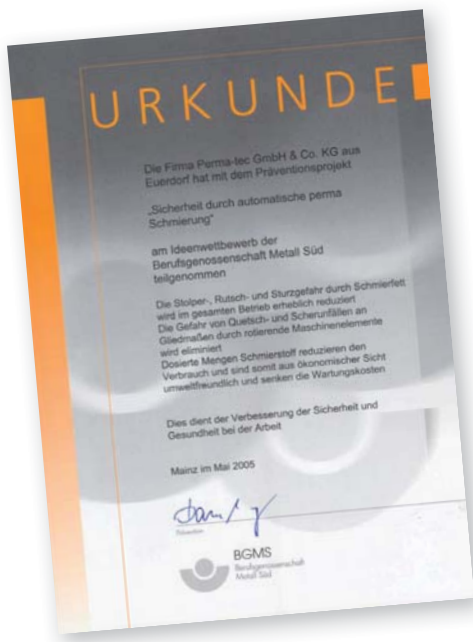 URKUNDE
Die Firma Perma-tec GmbH & Co. KG aus
Euerdorf hat mit dem Präventionsprojekt
„Sicherheit durch automatische perma
Schmierung"
am Ideenwettbewerb der
Berufsgenossenschaft Metall Süd
teilgenommen
Die Stolper-, Rutsch- und Sturzgefahr durch Schmierfett
wird im gesamten Betrieb erheblich reduziert
Die Gefahr von Quetsch- und Scherunfällen an
Gliedmaßen durch rotierende Maschinenelemente
wird eliminiert
Dosierte Mengen Schmierstoff reduzieren den
Verbrauch und sind somit aus ökonomischer Sicht
umweltfreundlich und senken die Wartungskosten
Dies dient der Verbesserung der Sicherheit und
Gesundheit bei der Arbeit
Mainz im Mai 2005
Prävention
BGMS
Berufsgenossenschaft
Metall Süd